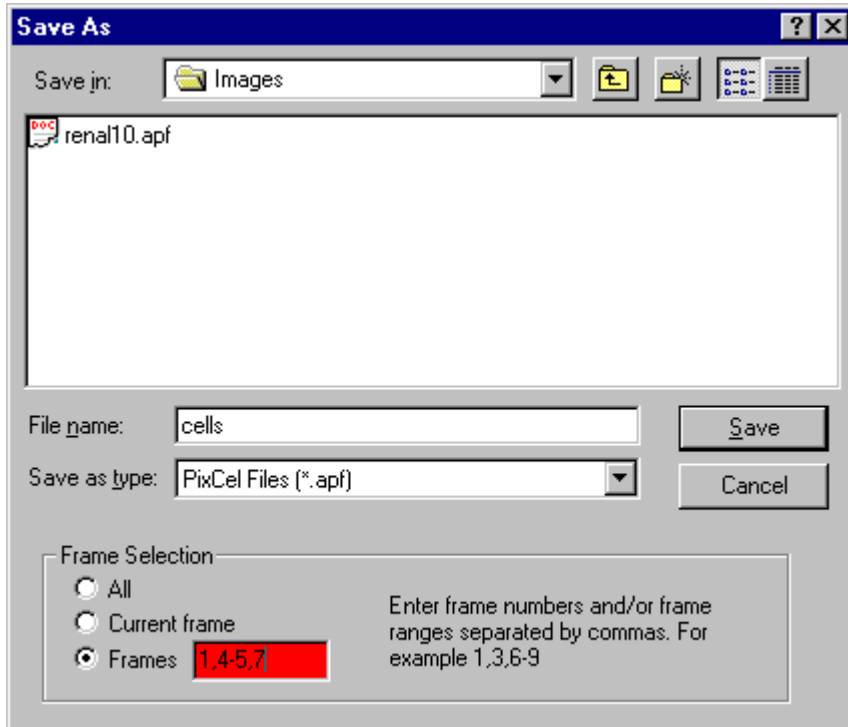 Save As
Save in:
Images
DOC
renal10.apf
File name:
cells
Save
Save as type:
PixCel Files (*.apf)
Cancel
Frame Selection
All
Current frame
Frames
1,4-5,7
Enter frame numbers and/or frame
ranges separated by commas. For
example 1,3,6-9